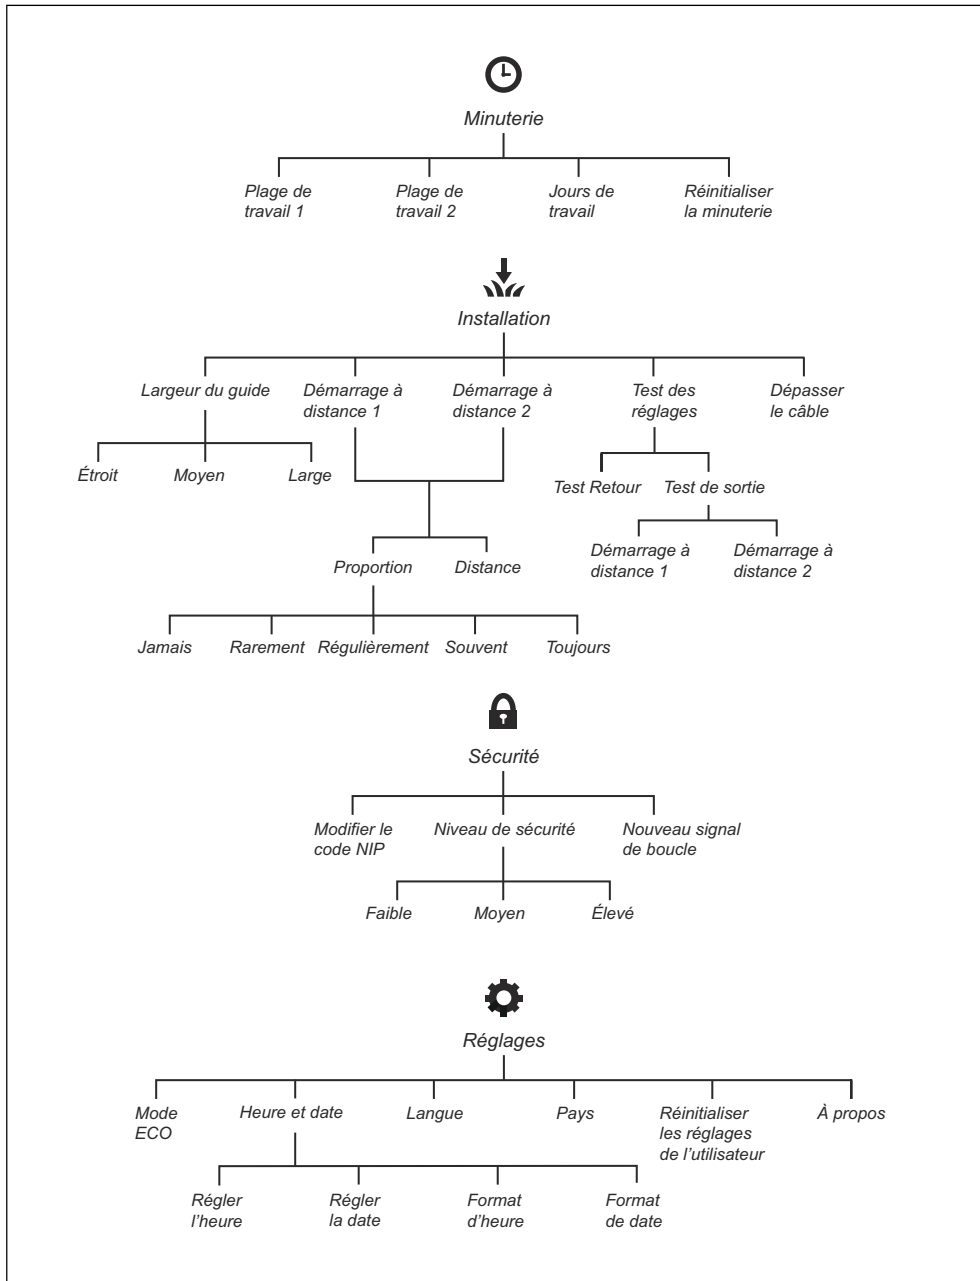 Minuterie
Plage de
travail 1
Plage de
travail 2
Jours de
travail
Réinitialiser
la minuterie
Installation
Largeur du guide
Démarrage à
distance 1
Démarrage à
distance 2
Test des
réglages
Dépasser
le câble
Étroit
Moyen
Large
Test Retour
Test de sortie
Démarrage à
distance 1
Démarrage à
distance 2
Proportion
Distance
Jamais
Rarement
Régulièrement
Souvent
Toujours
Sécurité
Modifier le
code NIP
Niveau de sécurité
Nouveau signal
de boucle
Faible
Moyen
Élevé
Réglages
Mode
ECO
Heure et date
Langue
Pays
Réinitialiser
les réglages
de l’utilisateur
À propos
Régler
l’heure
Régler
la date
Format
d’heure
Format
de date